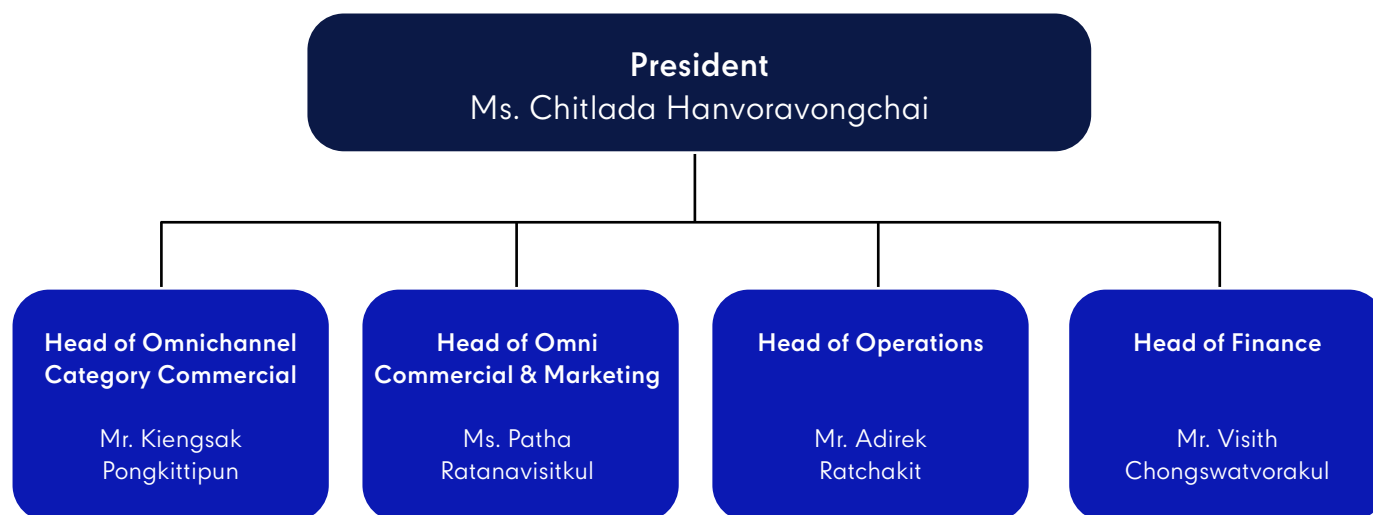 President
Ms. Chitlada Hanvoravongchai
Head of Omnichannel
Category Commercial
Mr. Kiengsak
Pongkittipun
Head of Omni
Commercial & Marketing
Ms. Patha
Ratanavisitkul
Head of Operations
Mr. Adirek
Ratchakit
Head of Finance
Mr. Visith
Chongswatvorakul